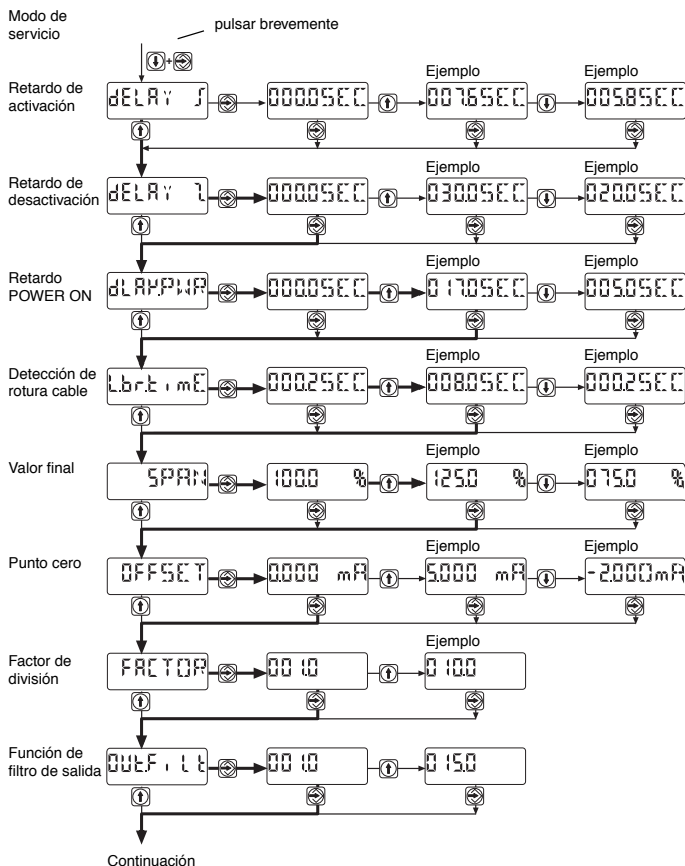 Modo de
servicio
pulsar brevemente
Retardo de
activación
Ejemplo
Ejemplo
dELAY
000.0SEC
007.6SEC
005.8SEC
Retardo de
desactivación
Ejemplo
Ejemplo
dELAY
000.0SEC
030.0SEC
020.0SEC
Retardo
POWER ON
Ejemplo
Ejemplo
dLAY.PWR
000.0SEC
017.0SEC
005.0SEC
Detección de
rotura cable
Ejemplo
Ejemplo
L.br.timE
000.2SEC
008.0SEC
000.2SEC
Valor final
Ejemplo
Ejemplo
SPAN
100.0 %
125.0 %
075.0 %
Punto cero
Ejemplo
Ejemplo
OFFSET
0.000 mA
5.000 mA
-2.000mA
Factor de
división
Ejemplo
FACTOR
001.0
010.0
Función de
filtro de salida
OUt.FiLt
001.0
015.0
Continuación